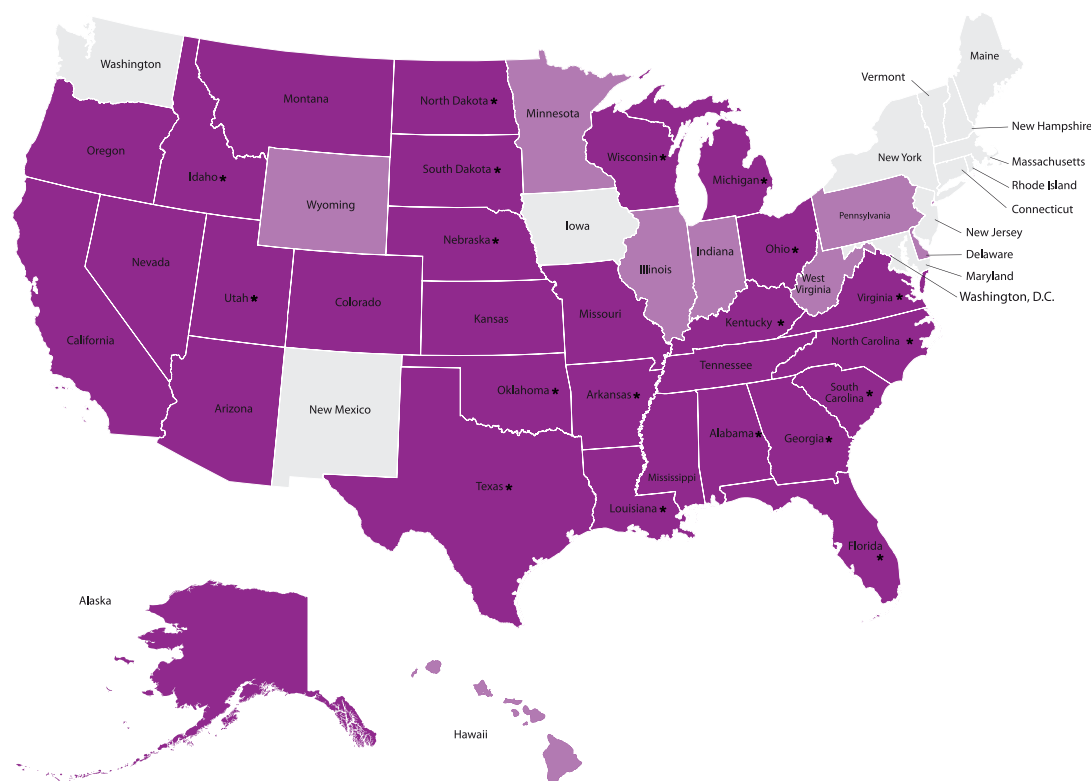 Maine
Washington
Vermont
Montana
North Dakota★
Minnesota
New Hampshire
Oregon
Wisconsin★
New York
Massachusetts
Idaho★
South Dakota★
Michigan★
Rhode Island
Wyoming
Pennsylvania
Connecticut
Iowa
New Jersey
Nebraska★
Ohio★
Delaware
Nevada
Illinois
Indiana
Maryland
West
Virginia
Utah★
Colorado
Virginia★
Washington, D.C.
Kansas
Missouri
Kentucky★
California
North Carolina★
Tennessee
Oklahoma★
Arkansas★
South
Carolina★
Arizona
New Mexico
Alabama★
Georgia★
Mississippi
Texas★
Louisiana★
Florida
★
Alaska
Hawaii